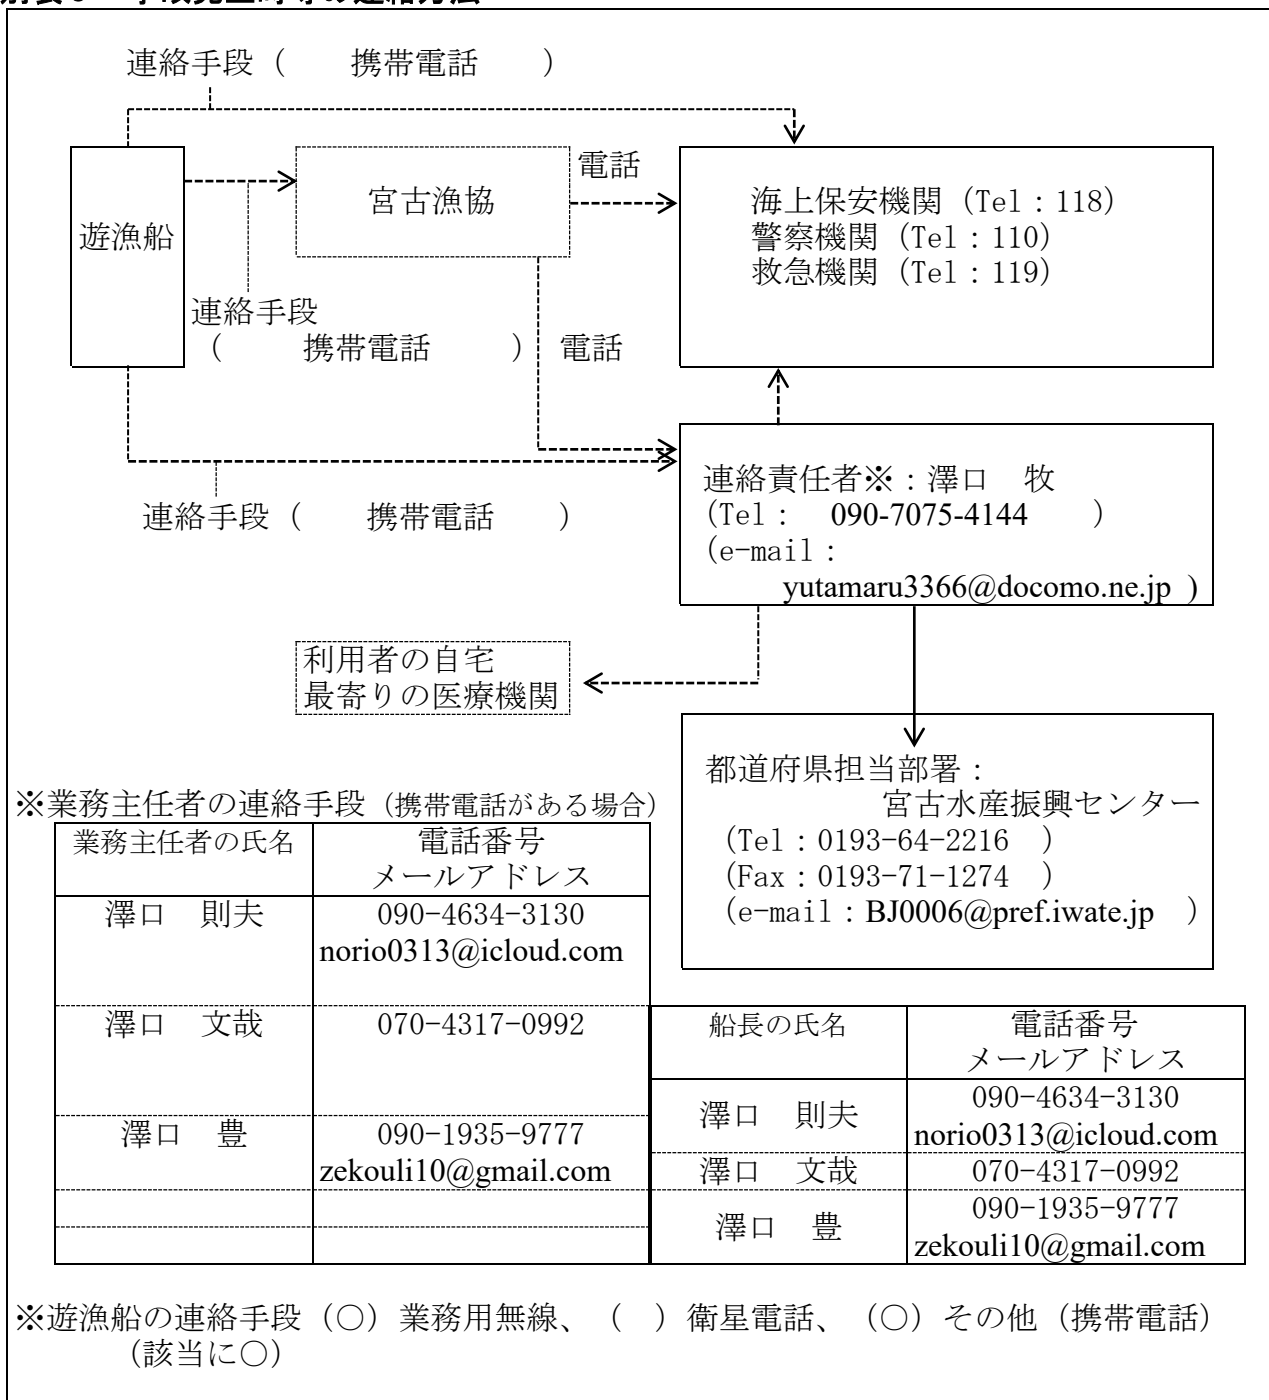 連絡手段（　携帯電話　）
遊漁船
宮古漁協
電話
海上保安機関（Tel：118）
警察機関（Tel：110）
救急機関（Tel：119）
連絡手段
（　携帯電話　）
電話
連絡手段（　携帯電話　）
連絡責任者※：澤口　牧
（Tel：　090-7075-4144　）
（e-mail：
yutamaru3366@docomo.ne.jp ）
利用者の自宅
最寄りの医療機関
都道府県担当部署：
宮古水産振興センター
（Tel：0193-64-2216　）
（Fax：0193-71-1274　）
（e-mail：BJ0006@pref.iwate.jp　）
※業務主任者の連絡手段（携帯電話がある場合）
業務主任者の氏名　電話番号
メールアドレス
澤口　則夫　090-4634-3130
norio0313@icloud.com
澤口　文哉　070-4317-0992
澤口　豊　090-1935-9777
zekouli10@gmail.com
船長の氏名　電話番号
メールアドレス
澤口　則夫　090-4634-3130
norio0313@icloud.com
澤口　文哉　070-4317-0992
澤口　豊　090-1935-9777
zekouli10@gmail.com
※遊漁船の連絡手段（○）業務用無線、（　）衛星電話、（○）その他（携帯電話）
（該当に○）